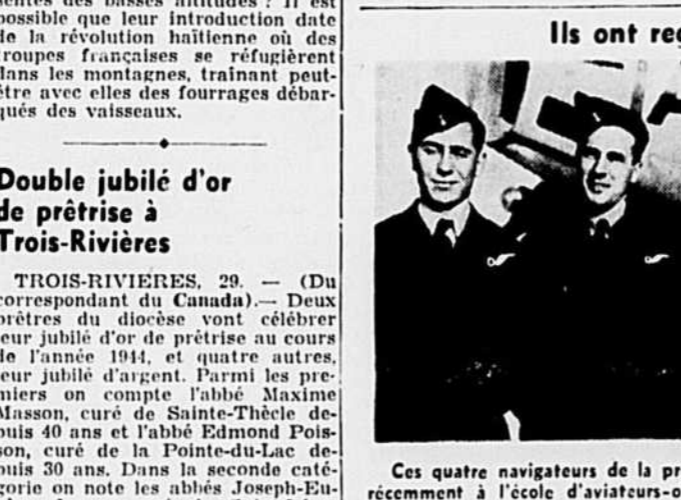 sentes des basses altitudes? Il est
possible que leur introduction date
de la révolution haïtienne où des
troupes françaises se réfugièrent
dans les montagnes, traînant peut-
être avec elles des fourrages débar-
qués des vaisseaux.
Double jubilé d'or
de prêtrise à
Trois-Rivières
TROIS-RIVIERES, 29. — (Du
correspondant du Canada).— Deux
prêtres du diocèse vont célébrer
leur jubilé d'or de prêtrise au cours
de l'année 1944, et quatre autres,
leur jubilé d'argent. Parmi les pre-
miers on compte l'abbé Maxime
Masson, curé de Sainte-Thècle de-
puis 40 ans et l'abbé Edmond Pois-
son, curé de la Pointe-du-Lac de-
puis 30 ans. Dans la seconde caté-
gorie on note les abbés Joseph-Eu-
Ils ont reç
Ces quatre navigateurs de la pr
récemment à l'école d'aviateurs-o